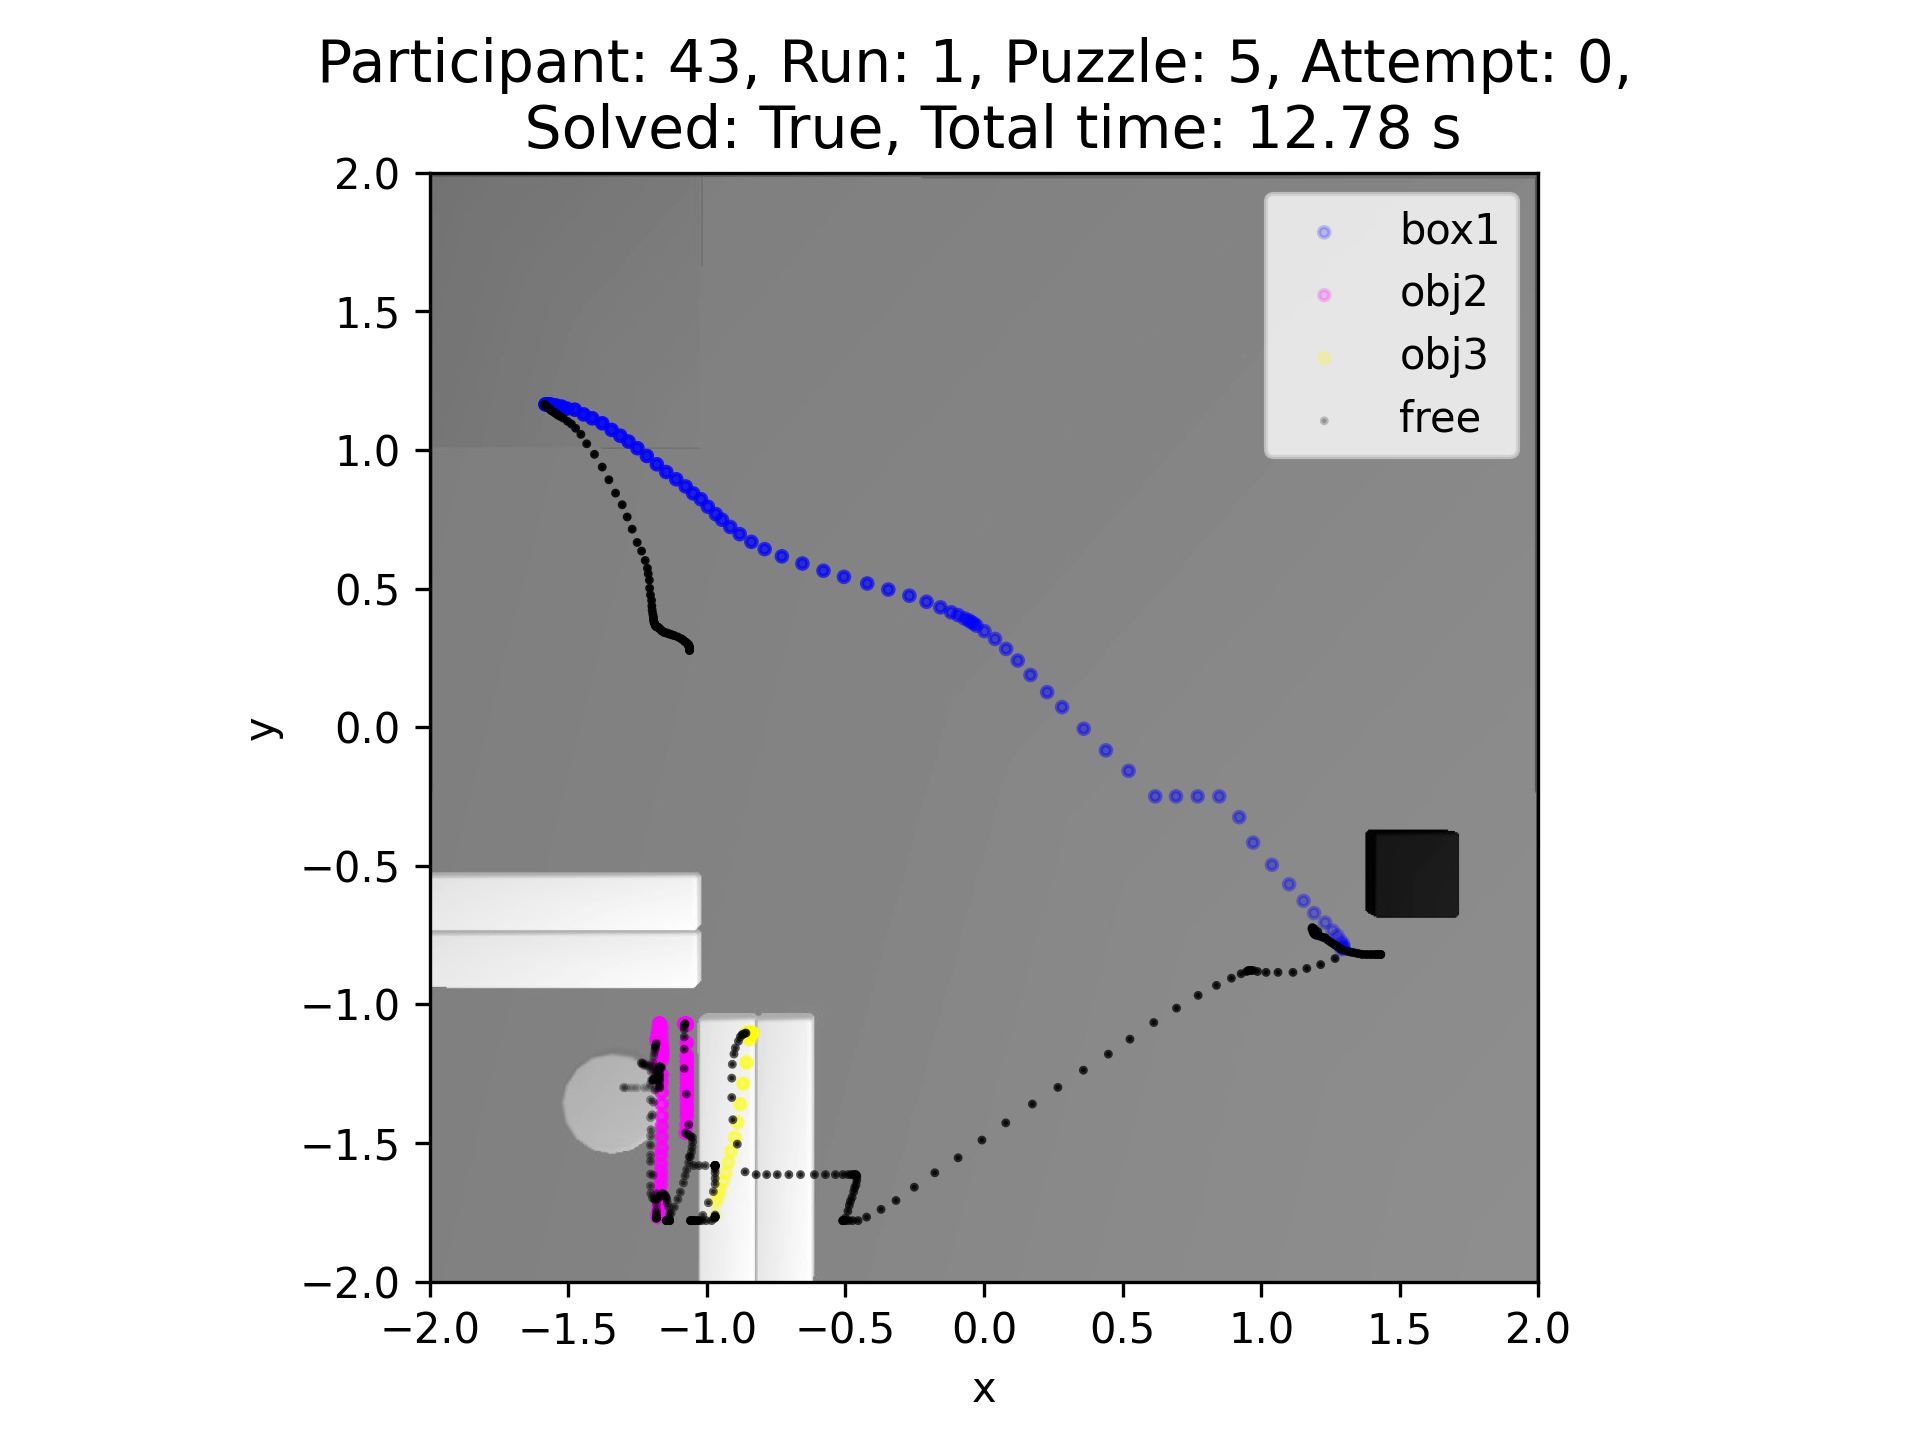 Participant: 43, Run: 1, Puzzle: 5, Attempt: 0,
Solved: True, Total time: 12.78 s
box1
obj2
obj3
free
2.0
1.5
1.0
0.5
0.0
−0.5
−1.0
−1.5
−2.0
y
−2.0 −1.5 −1.0 −0.5 0.0 0.5 1.0 1.5 2.0
x